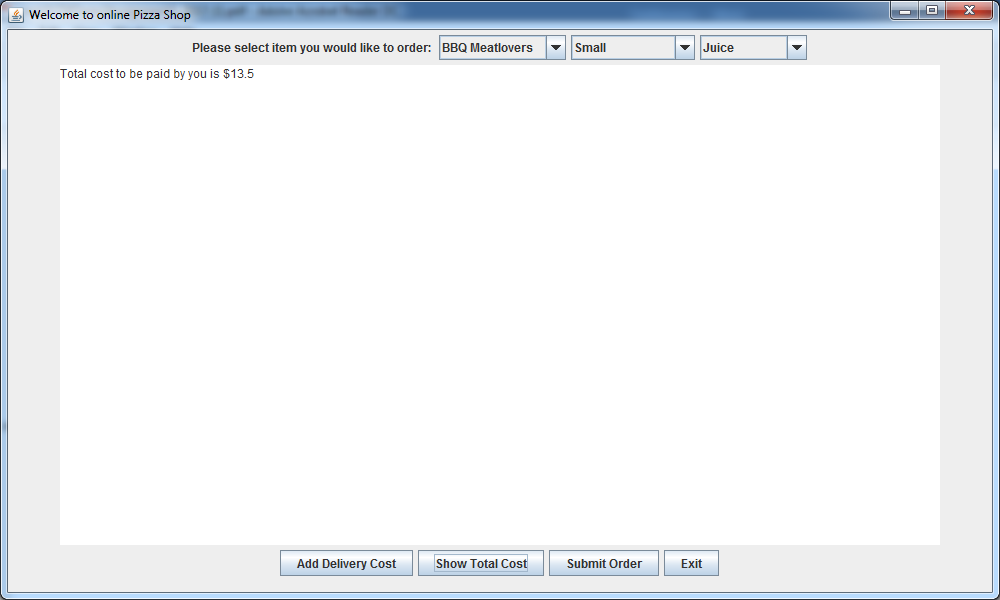 Welcome to online Pizza Shop
Please select item you would like to order: BBQ Meatlovers Small Juice
Total cost to be paid by you is $13.5
Add Delivery Cost Show Total Cost Submit Order Exit